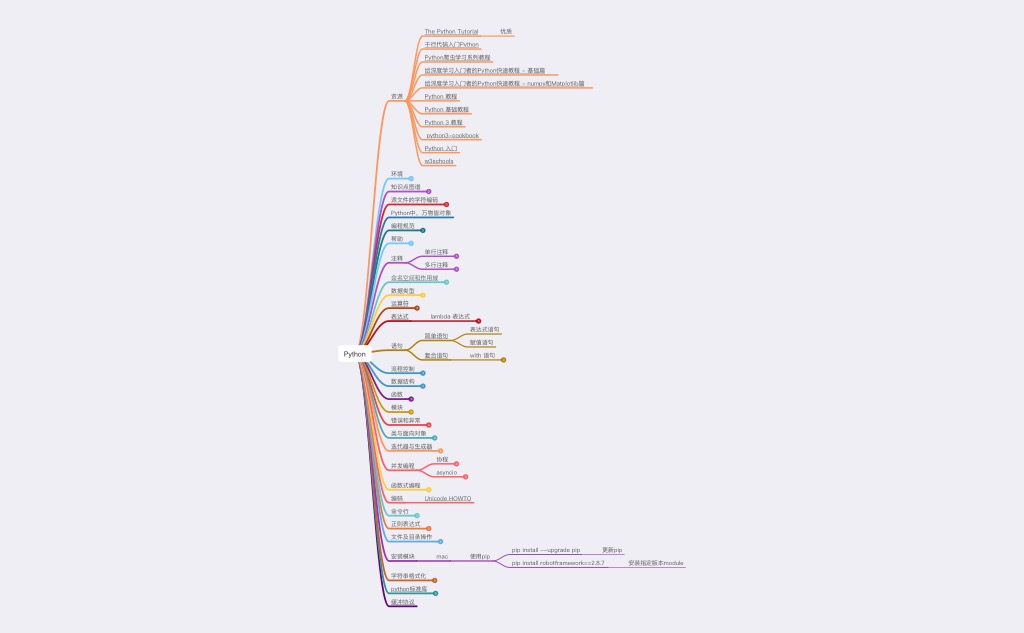 The Python Tutorial 优质
千行代码入门Python
Python爬虫学习系列教程
给深度学习入门者的Python快速教程 - 基础篇
给深度学习入门者的Python快速教程 - numpy和Matplotlib篇
资源
Python 教程
Python 基础教程
Python 3 教程
python3-cookbook
Python 入门
w3schools
环境
知识点图谱
源文件的字符编码
Python中，万物皆对象
编程规范
帮助
注释
单行注释
多行注释
命名空间和作用域
数据类型
运算符
表达式 lambda 表达式
Python
语句
简单语句
表达式语句
赋值语句
复合语句 with 语句
流程控制
数据结构
函数
模块
错误和异常
类与面向对象
迭代器与生成器
并发编程
协程
asyncio
函数式编程
编码 Unicode HOWTO
命令行
正则表达式
文件及目录操作
安装模块 mac 使用pip
pip install --upgrade pip 更新pip
pip install robotframework==2.8.7 安装指定版本module
字符串格式化
python标准库
缓冲协议